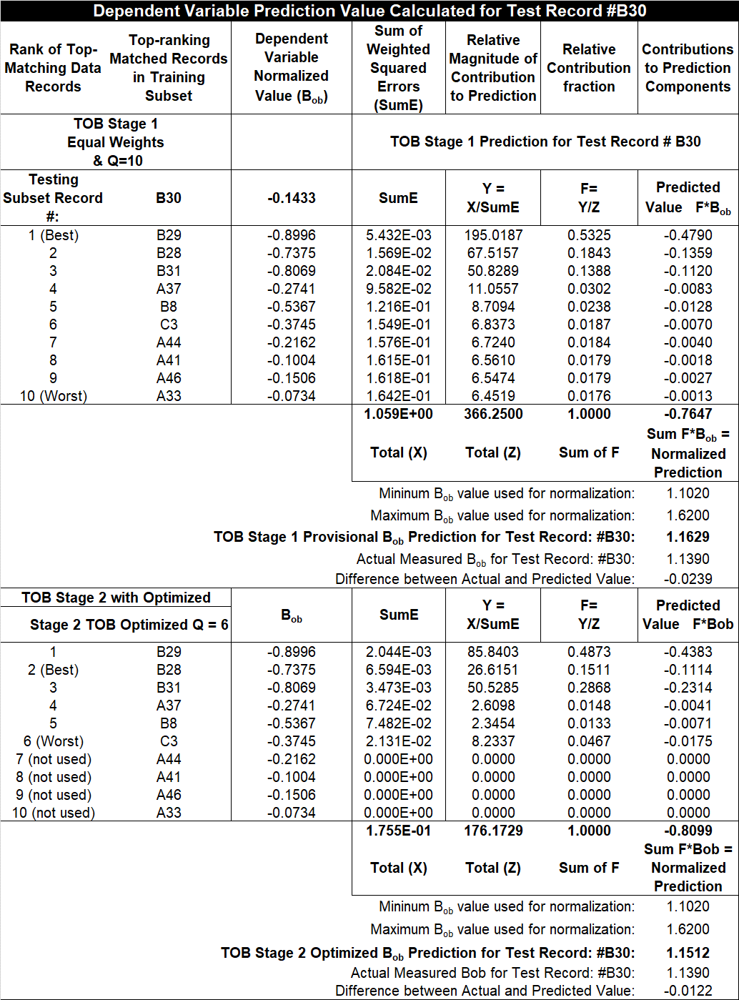 Dependent Variable Prediction Value Calculated for Test Record #B30
Rank of Top-Matching Data Records | Top-ranking Matched Records in Training Subset | Dependent Variable Normalized Value (Bob) | Sum of Weighted Squared Errors (SumE) | Relative Magnitude of Contribution to Prediction | Relative Contribution fraction | Contributions to Prediction Components
TOB Stage 1 Equal Weights & Q=10 | TOB Stage 1 Prediction for Test Record # B30
Testing Subset Record #: | B30 | -0.1433 | SumE | Y = X/SumE | F= Y/Z | Predicted Value F*Bob
1 (Best) | B29 | -0.8996 | 5.432E-03 | 195.0187 | 0.5325 | -0.4790
2 | B28 | -0.7375 | 1.569E-02 | 67.5157 | 0.1843 | -0.1359
3 | B31 | -0.8069 | 2.084E-02 | 50.8289 | 0.1388 | -0.1120
4 | A37 | -0.2741 | 9.582E-02 | 11.0557 | 0.0302 | -0.0083
5 | B8 | -0.5367 | 1.216E-01 | 8.7094 | 0.0238 | -0.0128
6 | C3 | -0.3745 | 1.549E-01 | 6.8373 | 0.0187 | -0.0070
7 | A44 | -0.2162 | 1.576E-01 | 6.7240 | 0.0184 | -0.0040
8 | A41 | -0.1004 | 1.615E-01 | 6.5610 | 0.0179 | -0.0018
9 | A46 | -0.1506 | 1.618E-01 | 6.5474 | 0.0179 | -0.0027
10 (Worst) | A33 | -0.0734 | 1.642E-01 | 6.4519 | 0.0176 | -0.0013
1.059E+00 | 366.2500 | 1.0000 | -0.7647
Total (X) | Total (Z) | Sum of F | Sum F*Bob = Normalized Prediction
Mininum Bob value used for normalization: 1.1020
Maximum Bob value used for normalization: 1.6200
TOB Stage 1 Provisional Bob Prediction for Test Record: #B30: 1.1629
Actual Measured Bob for Test Record: #B30: 1.1390
Difference between Actual and Predicted Value: -0.0239
TOB Stage 2 with Optimized
Stage 2 TOB Optimized Q = 6 | Bob | SumE | Y = X/SumE | F= Y/Z | Predicted Value F*Bob
1 | B29 | -0.8996 | 2.044E-03 | 85.8403 | 0.4873 | -0.4383
2 (Best) | B28 | -0.7375 | 6.594E-03 | 26.6151 | 0.1511 | -0.1114
3 | B31 | -0.8069 | 3.473E-03 | 50.5285 | 0.2868 | -0.2314
4 | A37 | -0.2741 | 6.724E-02 | 2.6098 | 0.0148 | -0.0041
5 | B8 | -0.5367 | 7.482E-02 | 2.3454 | 0.0133 | -0.0071
6 (Worst) | C3 | -0.3745 | 2.131E-02 | 8.2337 | 0.0467 | -0.0175
7 (not used) | A44 | -0.2162 | 0.000E+00 | 0.0000 | 0.0000 | 0.0000
8 (not used) | A41 | -0.1004 | 0.000E+00 | 0.0000 | 0.0000 | 0.0000
9 (not used) | A46 | -0.1506 | 0.000E+00 | 0.0000 | 0.0000 | 0.0000
10 (not used) | A33 | -0.0734 | 0.000E+00 | 0.0000 | 0.0000 | 0.0000
1.755E-01 | 176.1729 | 1.0000 | -0.8099
Total (X) | Total (Z) | Sum of F | Sum F*Bob = Normalized Prediction
Mininum Bob value used for normalization: 1.1020
Maximum Bob value used for normalization: 1.6200
TOB Stage 2 Optimized Bob Prediction for Test Record: #B30: 1.1512
Actual Measured Bob for Test Record: #B30: 1.1390
Difference between Actual and Predicted Value: -0.0122